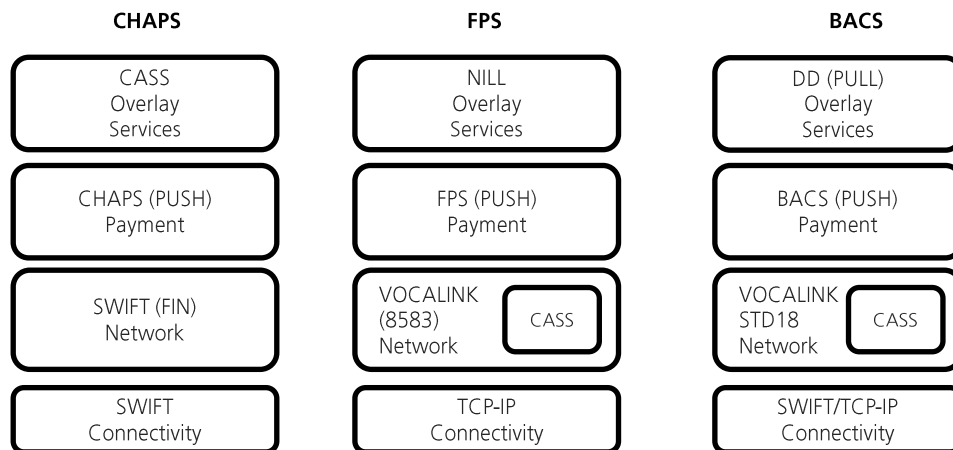 CHAPS
FPS
BACS
CASS
Overlay
Services
NILL
Overlay
Services
DD (PULL)
Overlay
Services
CHAPS (PUSH)
Payment
FPS (PUSH)
Payment
BACS (PUSH)
Payment
SWIFT (FIN)
Network
VOCALINK
(8583)
Network
CASS
VOCALINK
STD18
Network
CASS
SWIFT
Connectivity
TCP-IP
Connectivity
SWIFT/TCP-IP
Connectivity